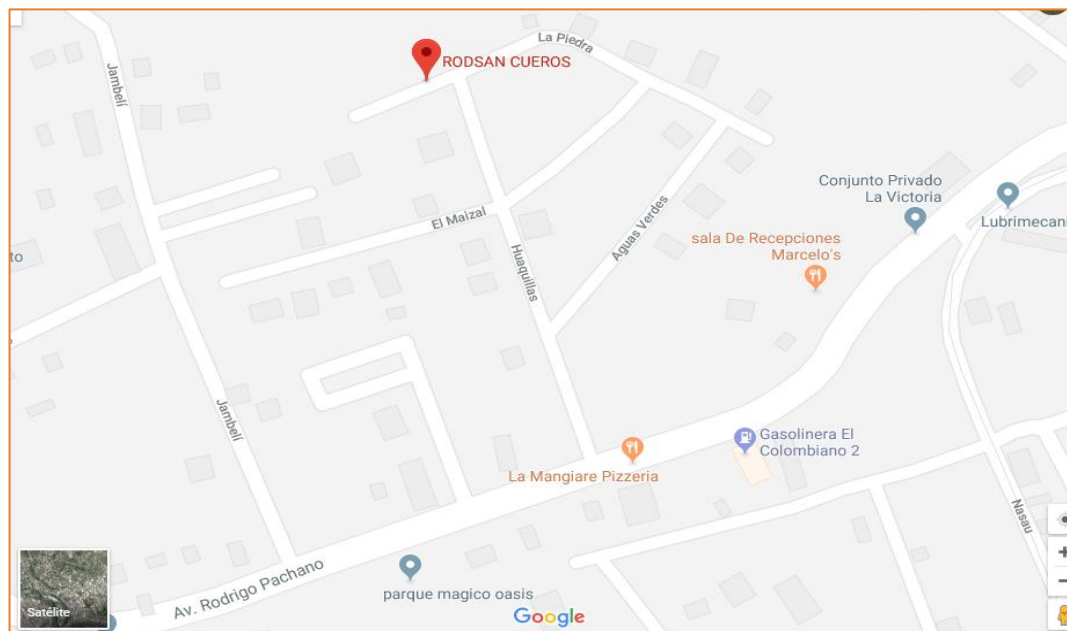 La Piedra
RODSAN CUEROS
Jambelí
Conjunto Privado
La Victoria
Lubrimecani
El Maizal
Aguas Verdes
sala De Recepciones
Marcelo's
to
Huaquillas
Jambelí
Gasolinera El
Colombiano 2
La Mangiare Pizzeria
Nasau
Av. Rodrigo Pachano
parque magico oasis
Satélite
Google